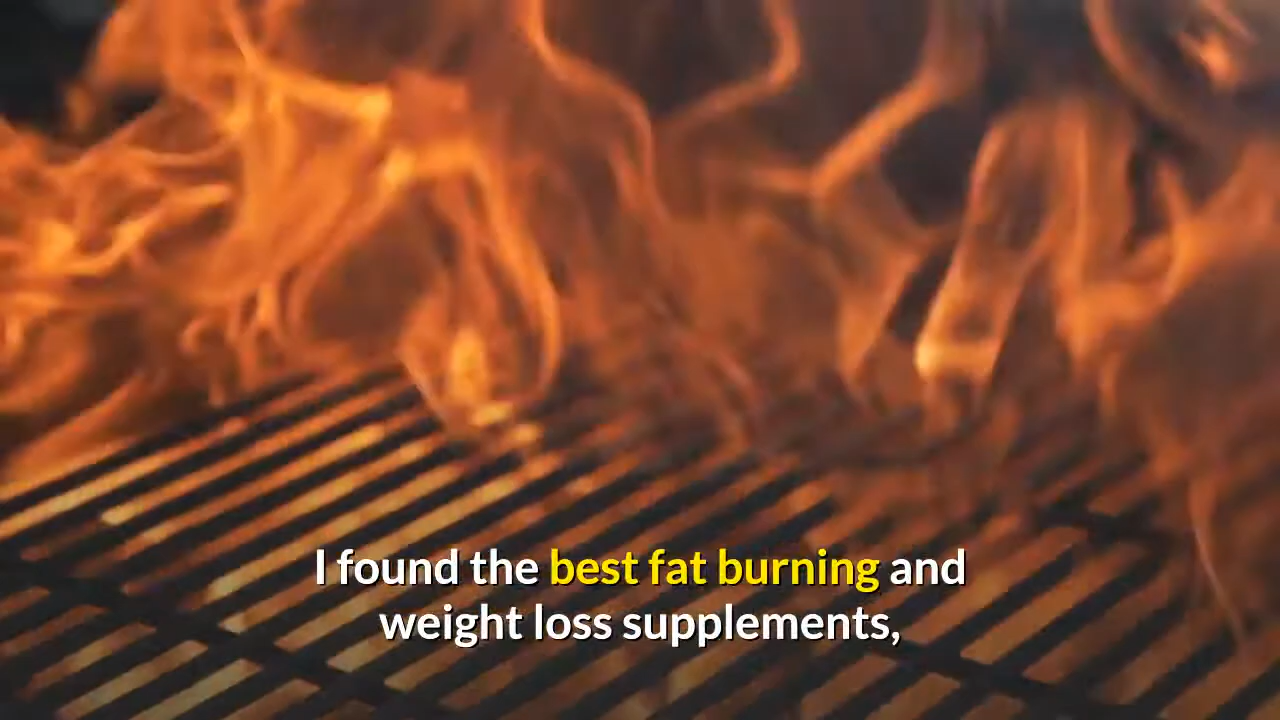 I found the best fat burning and
weight loss supplements,